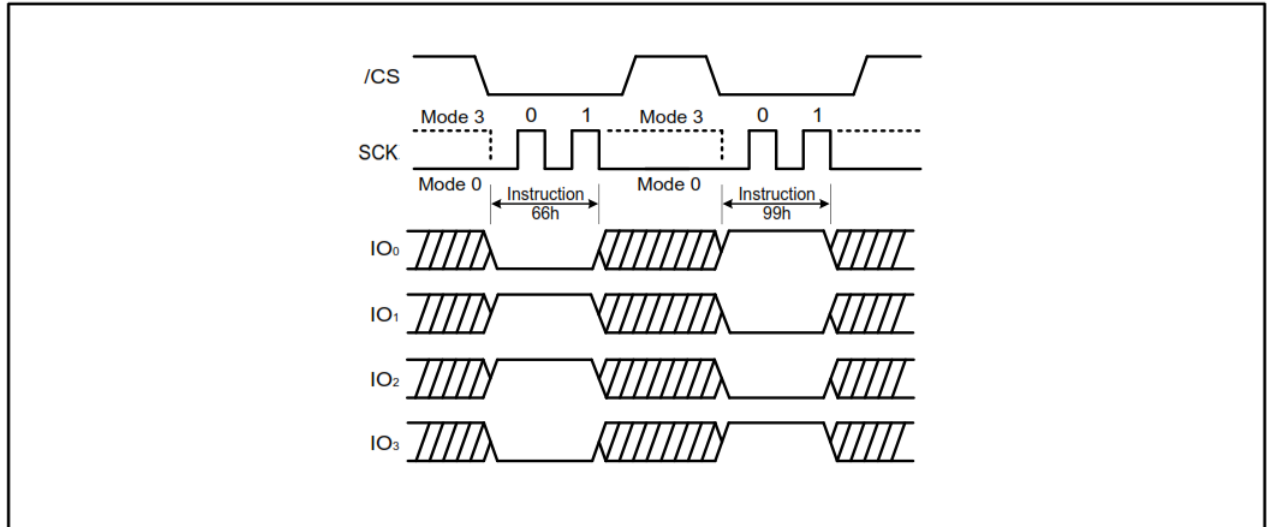 /CS
Mode 3 0 1 Mode 3 0 1
SCK
Mode 0 Mode 0
Instruction Instruction
66h 99h
IO₀
IO₁
IO₂
IO₃